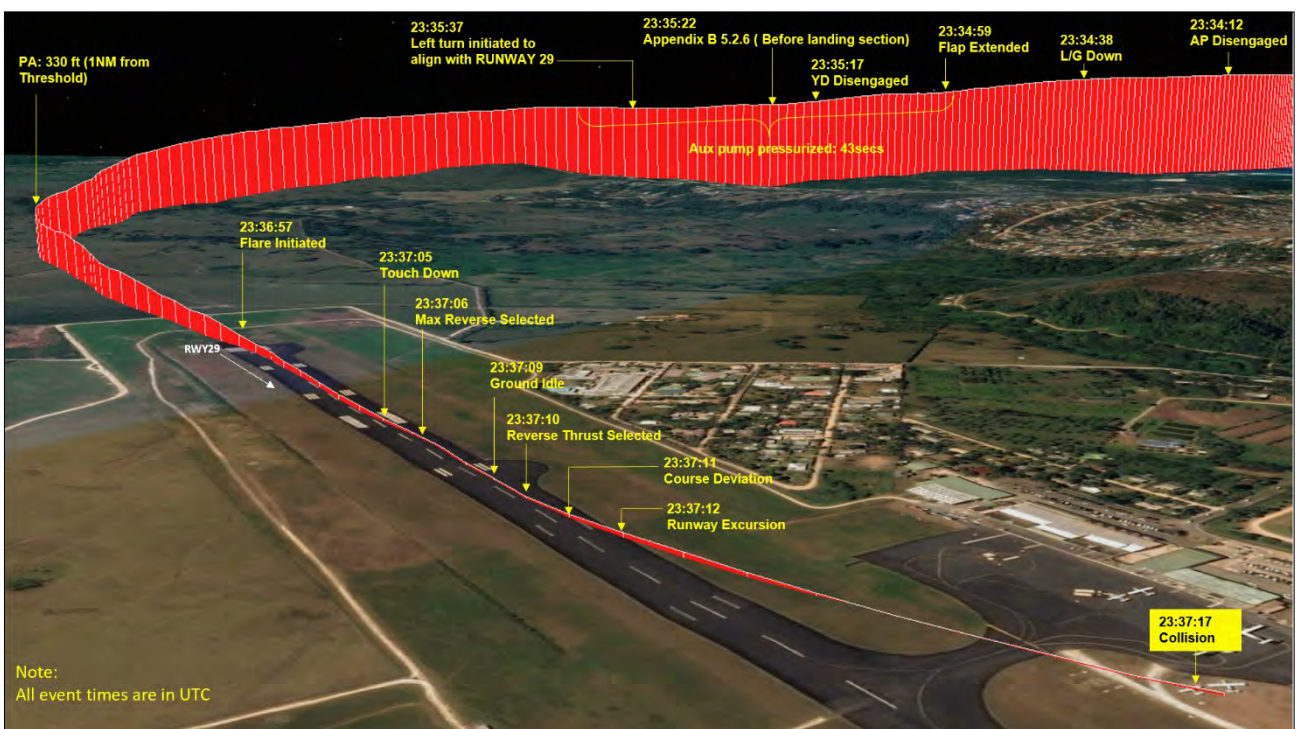 23:35:37
Left turn initiated to
align with RUNWAY 29
23:35:22
Appendix B 5.2.6 ( Before landing section)
23:35:17
YD Disengaged
23:34:59
Flap Extended
23:34:38
L/G Down
23:34:12
AP Disengaged
PA: 330 ft (1NM from
Threshold)
Aux pump pressurized: 43secs
23:36:57
Flare Initiated
23:37:05
Touch Down
23:37:06
Max Reverse Selected
RWY29
23:37:09
Ground Idle
23:37:10
Reverse Thrust Selected
23:37:11
Course Deviation
23:37:12
Runway Excursion
23:37:17
Collision
Note:
All event times are in UTC